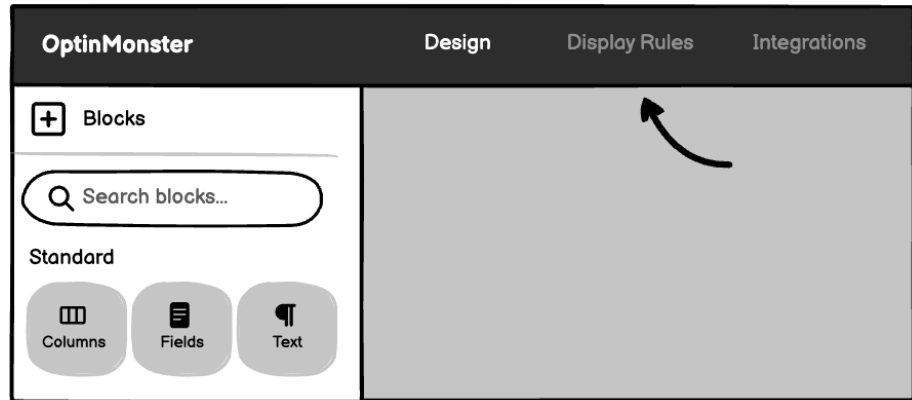 OptinMonster Design Display Rules Integrations
Blocks
Search blocks...
Standard
Columns Fields Text